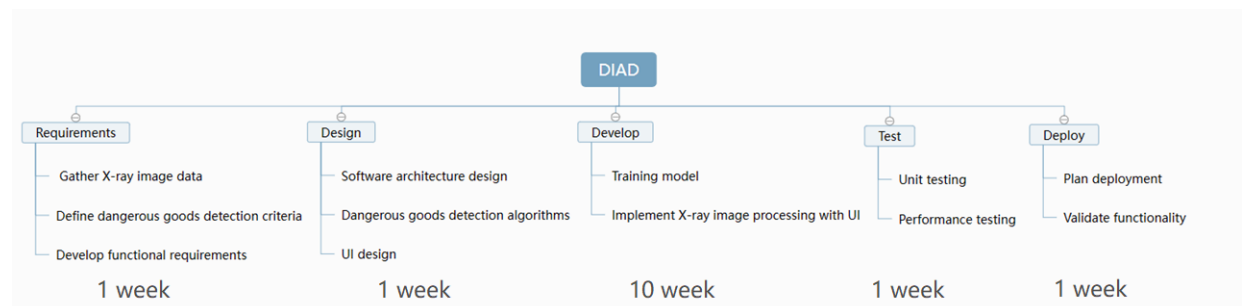 DIAD
Requirements
Design
Develop
Test
Deploy
Gather X-ray image data
Define dangerous goods detection criteria
Develop functional requirements
Software architecture design
Dangerous goods detection algorithms
UI design
Training model
Implement X-ray image processing with UI
Unit testing
Performance testing
Plan deployment
Validate functionality
1 week
1 week
10 week
1 week
1 week